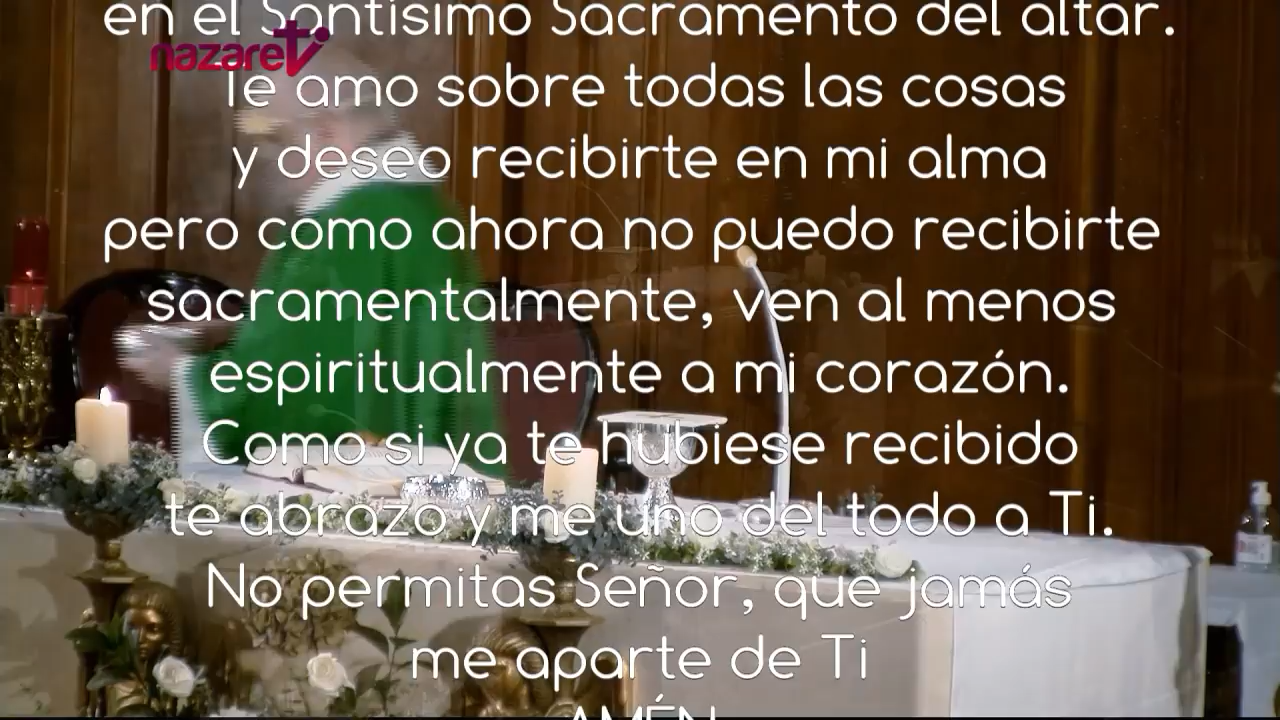 en el Santísimo Sacramento del altar.
nazaretv
Te amo sobre todas las cosas
y deseo recibirte en mi alma
pero como ahora no puedo recibirte
sacramentalmente, ven al menos
espiritualmente a mi corazón.
Como si ya te hubiese recibido
te abrazo y me uno del todo a Ti.
No permitas Señor, que jamás
me aparte de Ti
AMÉN